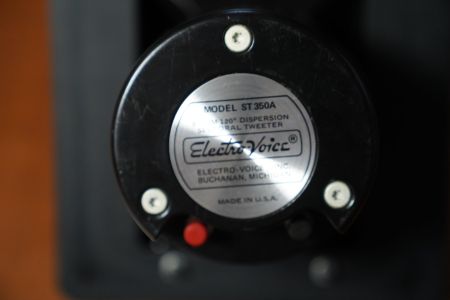 MODEL ST350A
120° DISPERSION
TWEETER
Electro-Voice®
ELECTRO-VOICE, INC.
BUCHANAN, MICHIGAN
MADE IN U.S.A.